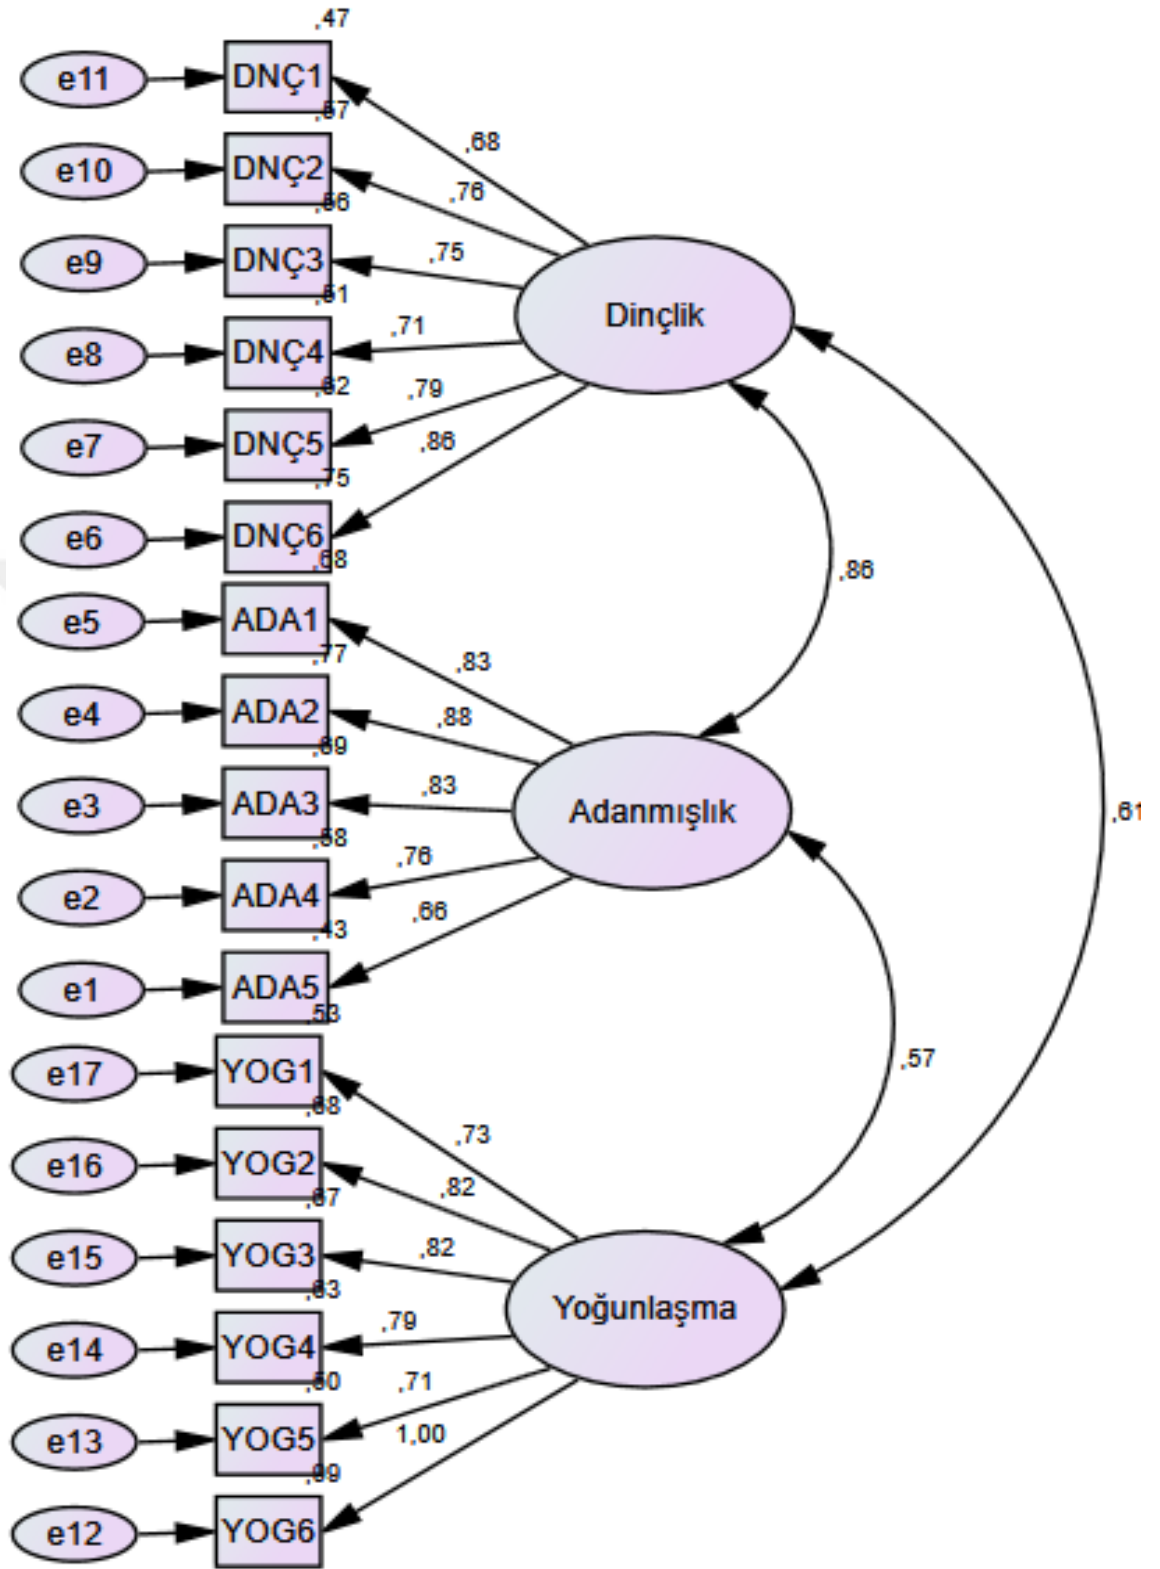 ,47
e11
DNÇ1
,68
,57
e10
DNÇ2
,76
,56
e9
DNÇ3
,75
,51
e8
DNÇ4
,71
,62
e7
DNÇ5
,79
,75
e6
DNÇ6
,86
Dinçlik
,68
e5
ADA1
,83
,77
e4
ADA2
,88
,69
e3
ADA3
,83
,58
e2
ADA4
,76
,43
e1
ADA5
,66
Adanmışlık
,86
,61
,57
,53
e17
YOG1
,73
,68
e16
YOG2
,82
,67
e15
YOG3
,82
,63
e14
YOG4
,79
,50
e13
YOG5
,71
,99
e12
YOG6
1,00
Yoğunlaşma